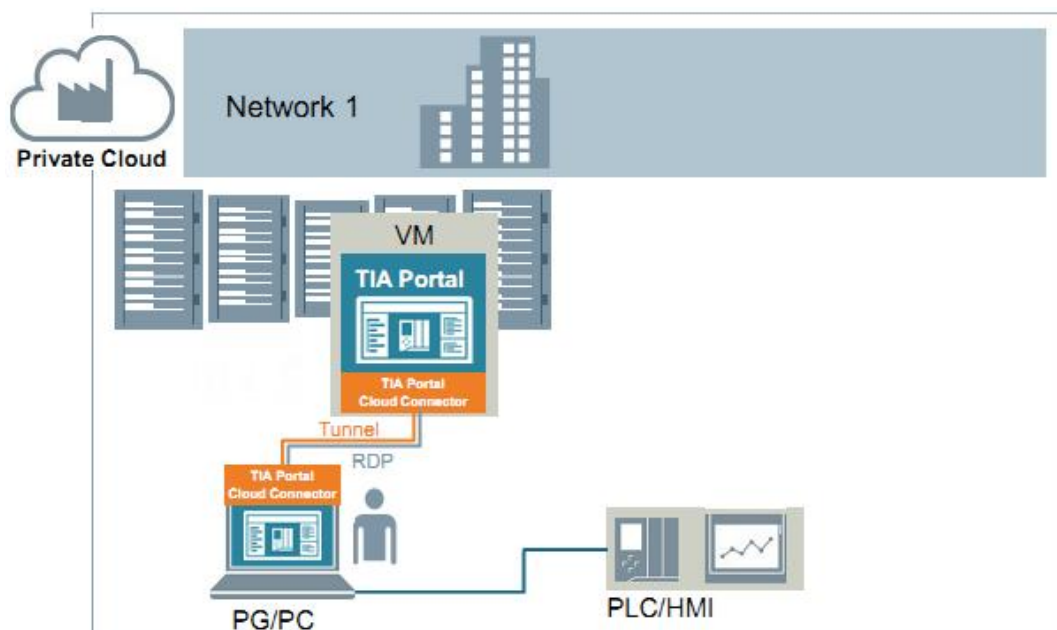 Network 1
Private Cloud
VM
TIA Portal
TIA Portal
Cloud Connector
Tunnel
RDP
TIA Portal
Cloud Connector
PG/PC
PLC/HMI